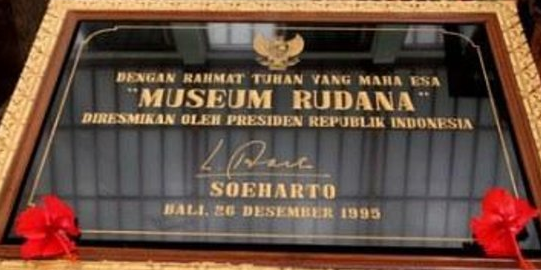 DENGAN RAHMAT TUHAN YANG MAHA ESA
"MUSEUM RUDANA"
DIRESMIKAN OLEH PRESIDEN REPUBLIK INDONESIA
SOEHARTO
BALI, 26 DESEMBER 1995